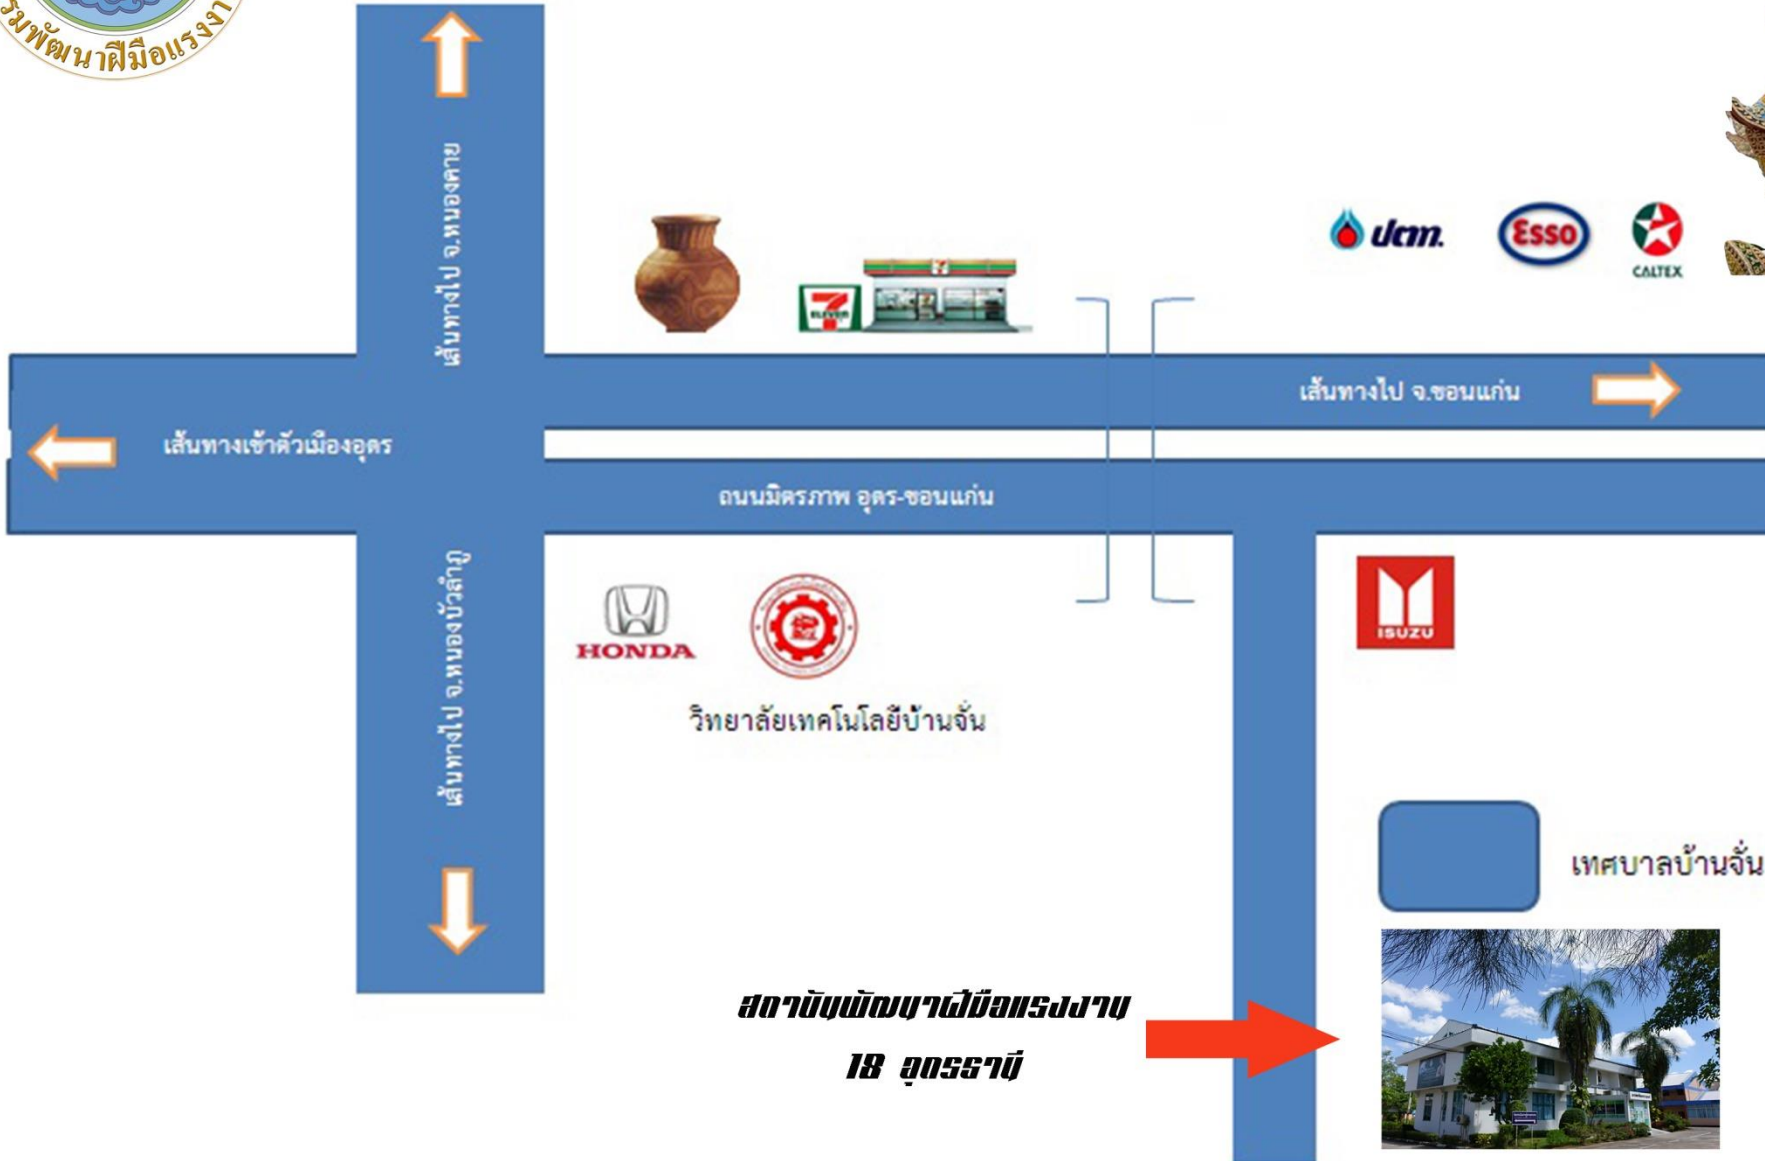 รมพัฒนาฝีมือแรงงา
เส้นทางไป จ.หนองคาย
ปตท.
Esso
CALTEX
7
ELEVEN
7
เส้นทางไป จ.ขอนแก่น
เส้นทางเข้าตัวเมืองอุดร
ถนนมิตรภาพ อุดร-ขอนแก่น
เส้นทางไป จ.หนองบัวลำภู
HONDA
ISUZU
วิทยาลัยเทคโนโลยีบ้านจั่น
เทศบาลบ้านจั่น
สถาบันพัฒนาฝีมือแรงงาน
18 อุดรธานี